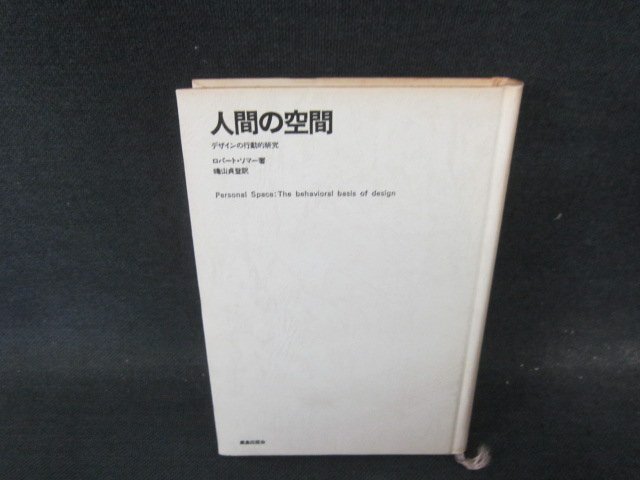 人間の空間
デザインの行動的研究
ロバート・ソマー著
穐山貞登訳
Personal Space: The behavioral basis of design
鹿島出版会